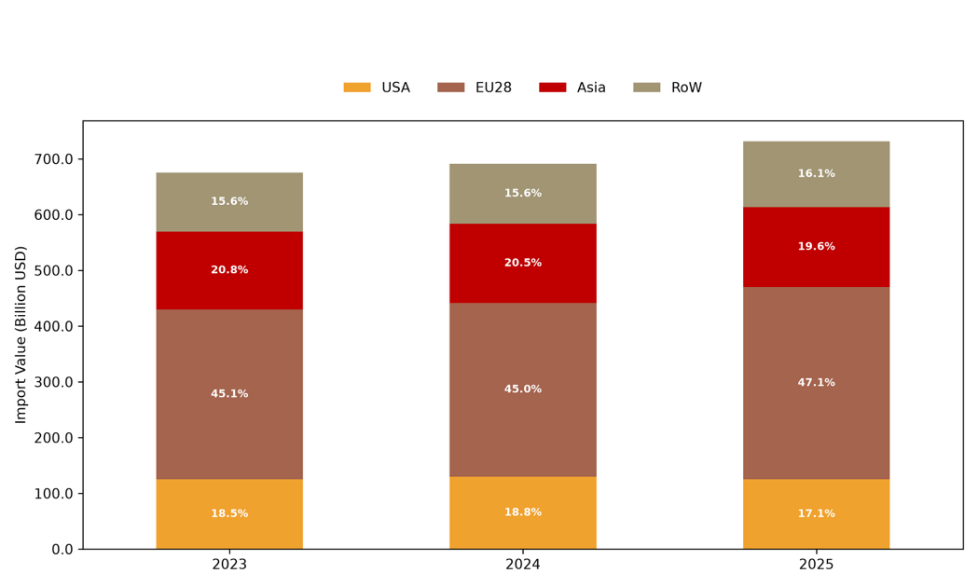 USA EU28 Asia RoW
Import Value (Billion USD)
700.0
600.0
500.0
400.0
300.0
200.0
100.0
0.0
15.6% 15.6% 16.1%
20.8% 20.5% 19.6%
45.1% 45.0% 47.1%
18.5% 18.8% 17.1%
2023 2024 2025